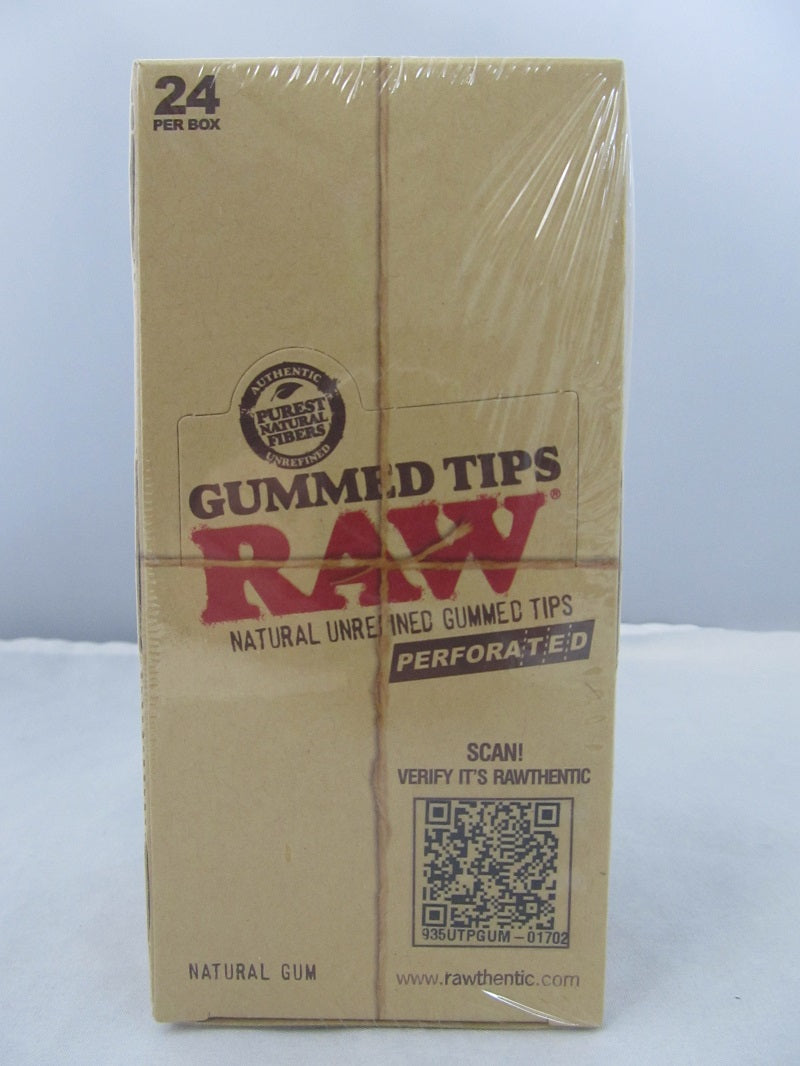 24
PER BOX
AUTHENTIC
PUREST
NATURAL
FIBERS
UNREFINED
GUMMED TIPS
RAW®
NATURAL UNREFINED GUMMED TIPS
PERFORATED
SCAN!
VERIFY IT'S RAWTHENTIC
935UTPGUM-01702
NATURAL GUM
www.rawthentic.com